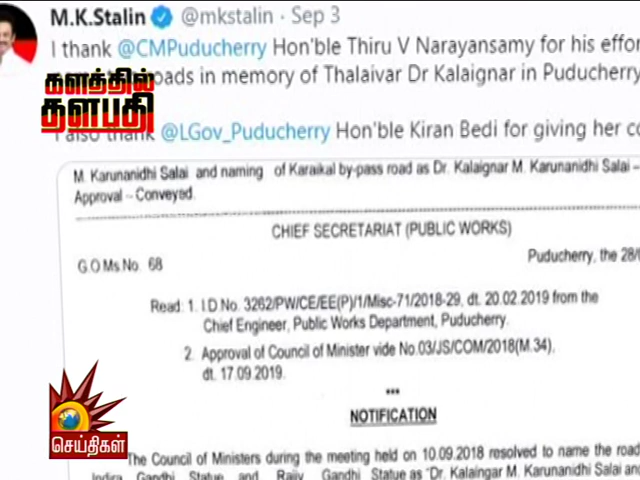 M.K.Stalin @mkstalin · Sep 3
I thank @CMPuducherry Hon'ble Thiru V Narayansamy for his effor
roads in memory of Thalaivar Dr Kalaignar in Puducherry
களத்தில்
தளபதி
I also thank @LGov_Puducherry Hon'ble Kiran Bedi for giving her co
M. Karunanidhi Salai and naming of Karaikal by-pass road as Dr. Kalaignar M. Karunanidhi Salai –
Approval – Conveyed.
CHIEF SECRETARIAT (PUBLIC WORKS)
G.O.Ms.No. 68
Puducherry, the 28/
Read: 1. I.D.No. 3262/PW/CE/EE(P)/1/Misc-71/2018-29, dt. 20.02.2019 from the
Chief Engineer, Public Works Department, Puducherry.
2. Approval of Council of Minister vide No.03/JS/COM/2018(M.34),
dt. 17.09.2019.
***
NOTIFICATION
The Council of Ministers during the meeting held on 10.09.2018 resolved to name the road
Indira Gandhi Statue and Rajiv Gandhi Statue as "Dr. Kalaingar M. Karunanidhi Salai and
செய்திகள்